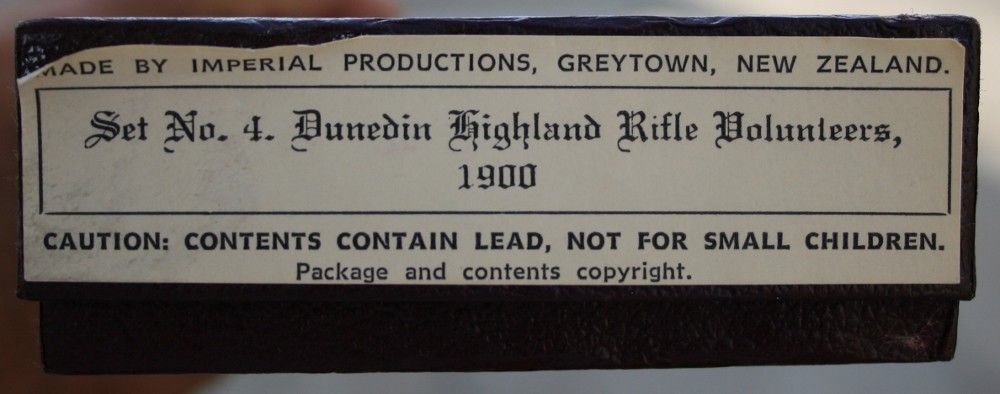 MADE BY IMPERIAL PRODUCTIONS, GREYTOWN, NEW ZEALAND.
Set No. 4. Dunedin Highland Rifle Volunteers,
1900
CAUTION: CONTENTS CONTAIN LEAD, NOT FOR SMALL CHILDREN.
Package and contents copyright.